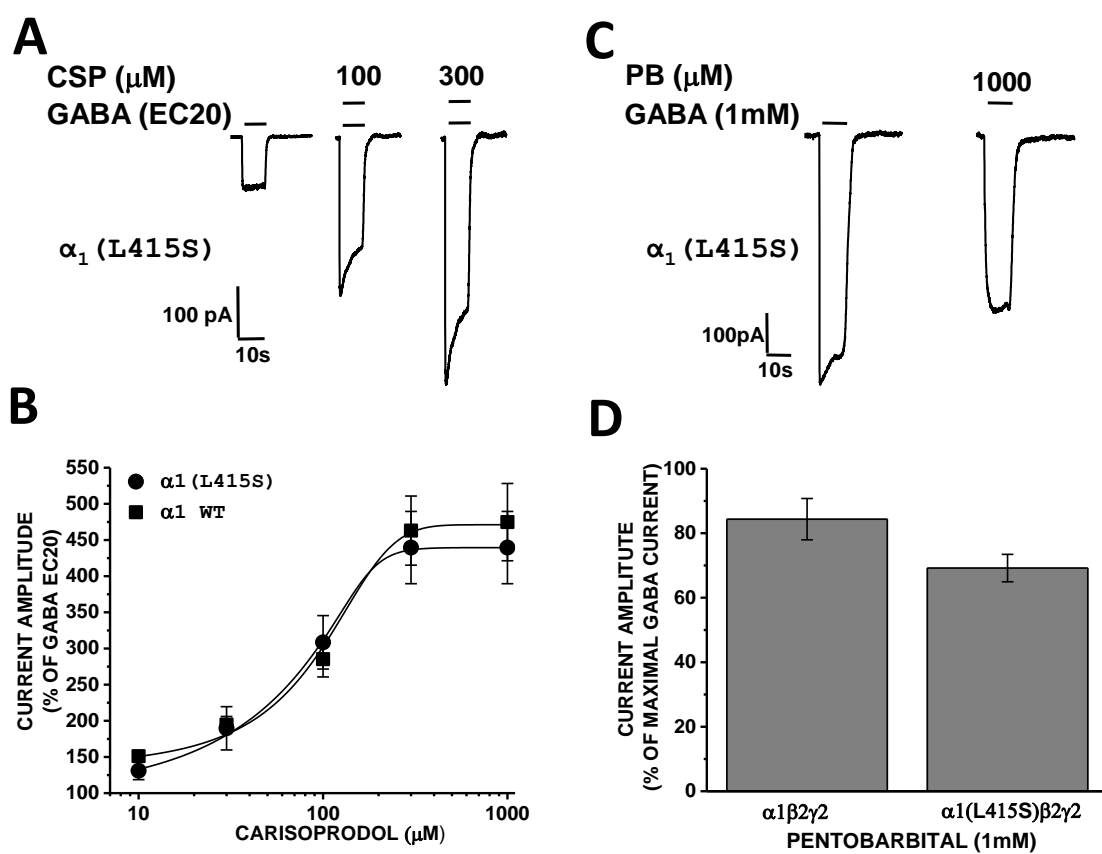 A
CSP (μM) 100 300
GABA (EC20)
α1 (L415S)
100 pA
10s
C
PB (μM) 1000
GABA (1mM)
α1 (L415S)
100pA
10s
B
CURRENT AMPLITUDE
(% OF GABA EC20)
550
500
450
400
350
300
250
200
150
100
α1(L415S)
α1 WT
10 100 1000
CARISOPRODOL (μM)
D
CURRENT AMPLITUTE
(% OF MAXIMAL GABA CURRENT)
100
80
60
40
20
0
α1β2γ2 α1(L415S)β2γ2
PENTOBARBITAL (1mM)